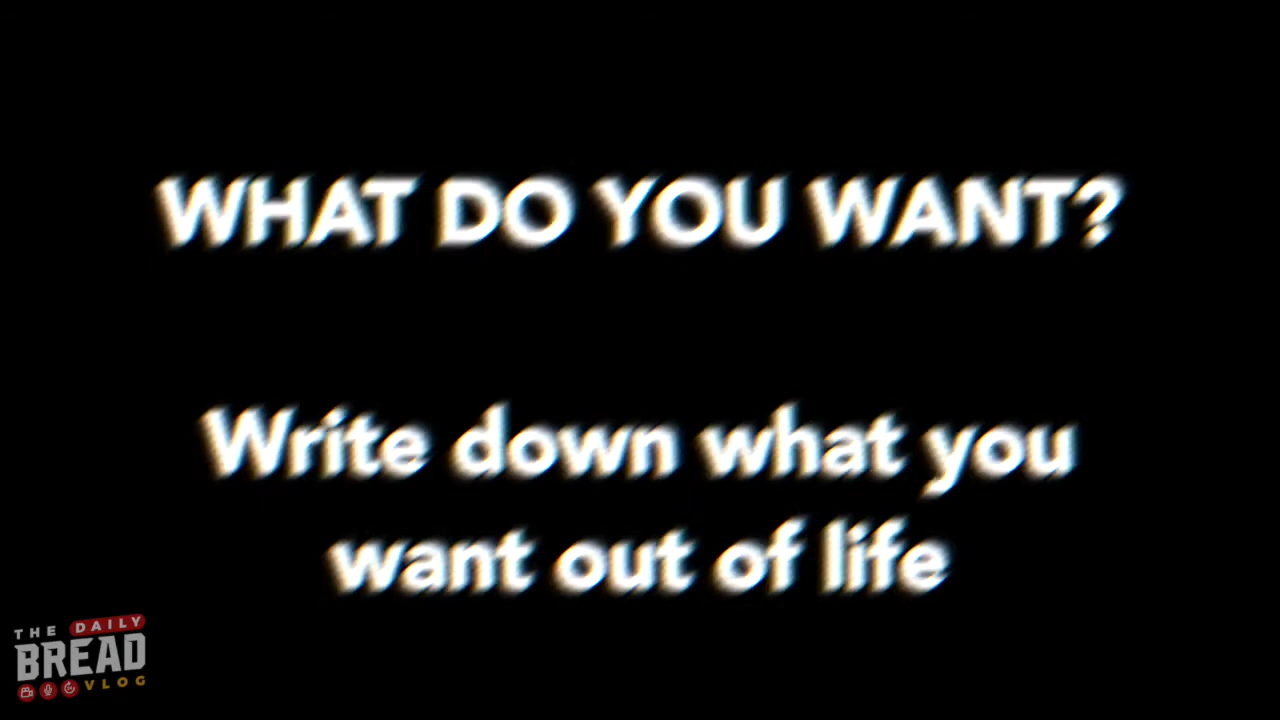 WHAT DO YOU WANT?
Write down what you
want out of life
THE DAILY
BREAD
VLOG